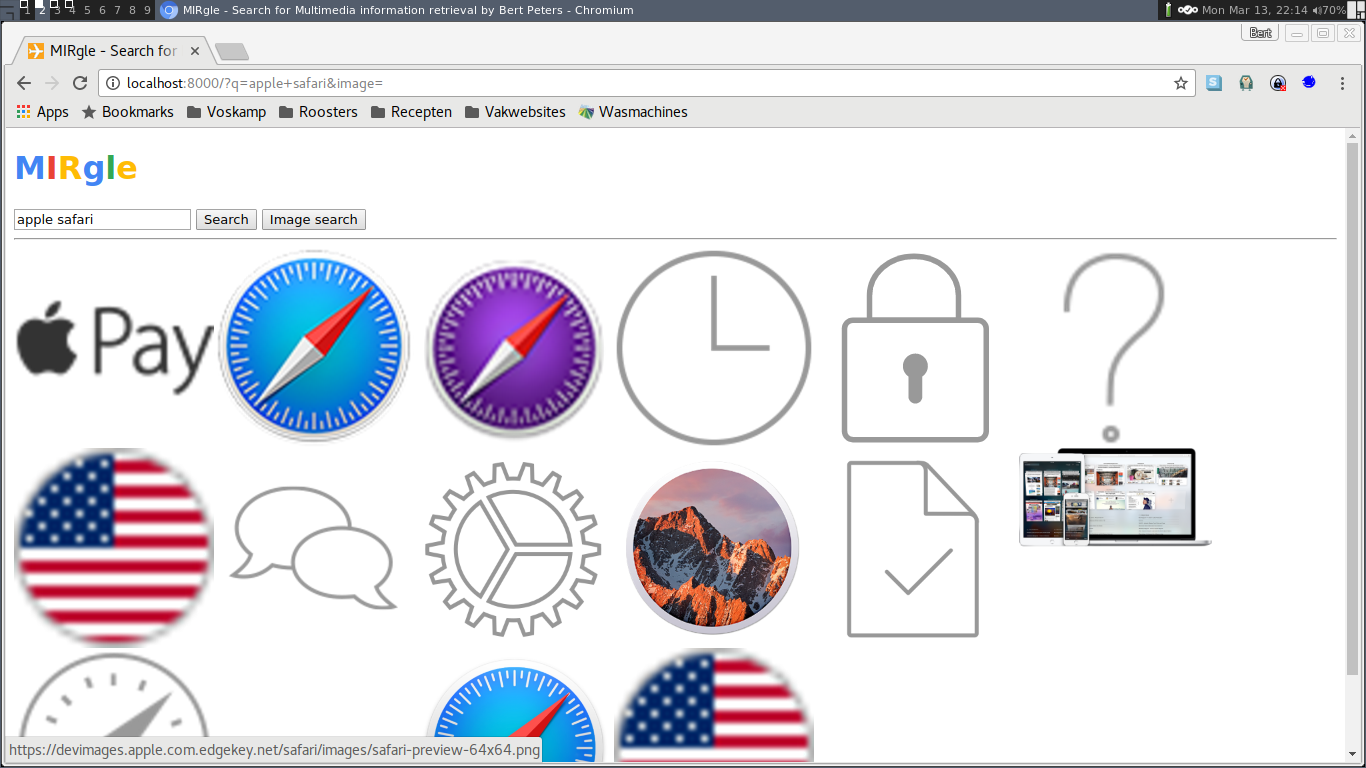 1 2 3 4 5 6 7 8 9 MIRgle - Search for Multimedia information retrieval by Bert Peters - Chromium Mon Mar 13, 22:14 70%
Bert
MIRgle - Search for
localhost:8000/?q=apple+safari&image=
Apps Bookmarks Voskamp Roosters Recepten Vakwebsites Wasmachines
MIRgle
apple safari Search Image search
Pay
https://devimages.apple.com.edgekey.net/safari/images/safari-preview-64x64.png